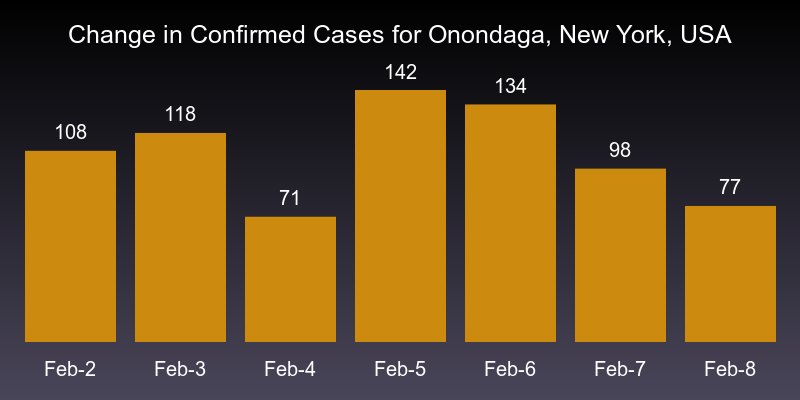 Change in Confirmed Cases for Onondaga, New York, USA
108
118
71
142
134
98
77
Feb-2
Feb-3
Feb-4
Feb-5
Feb-6
Feb-7
Feb-8